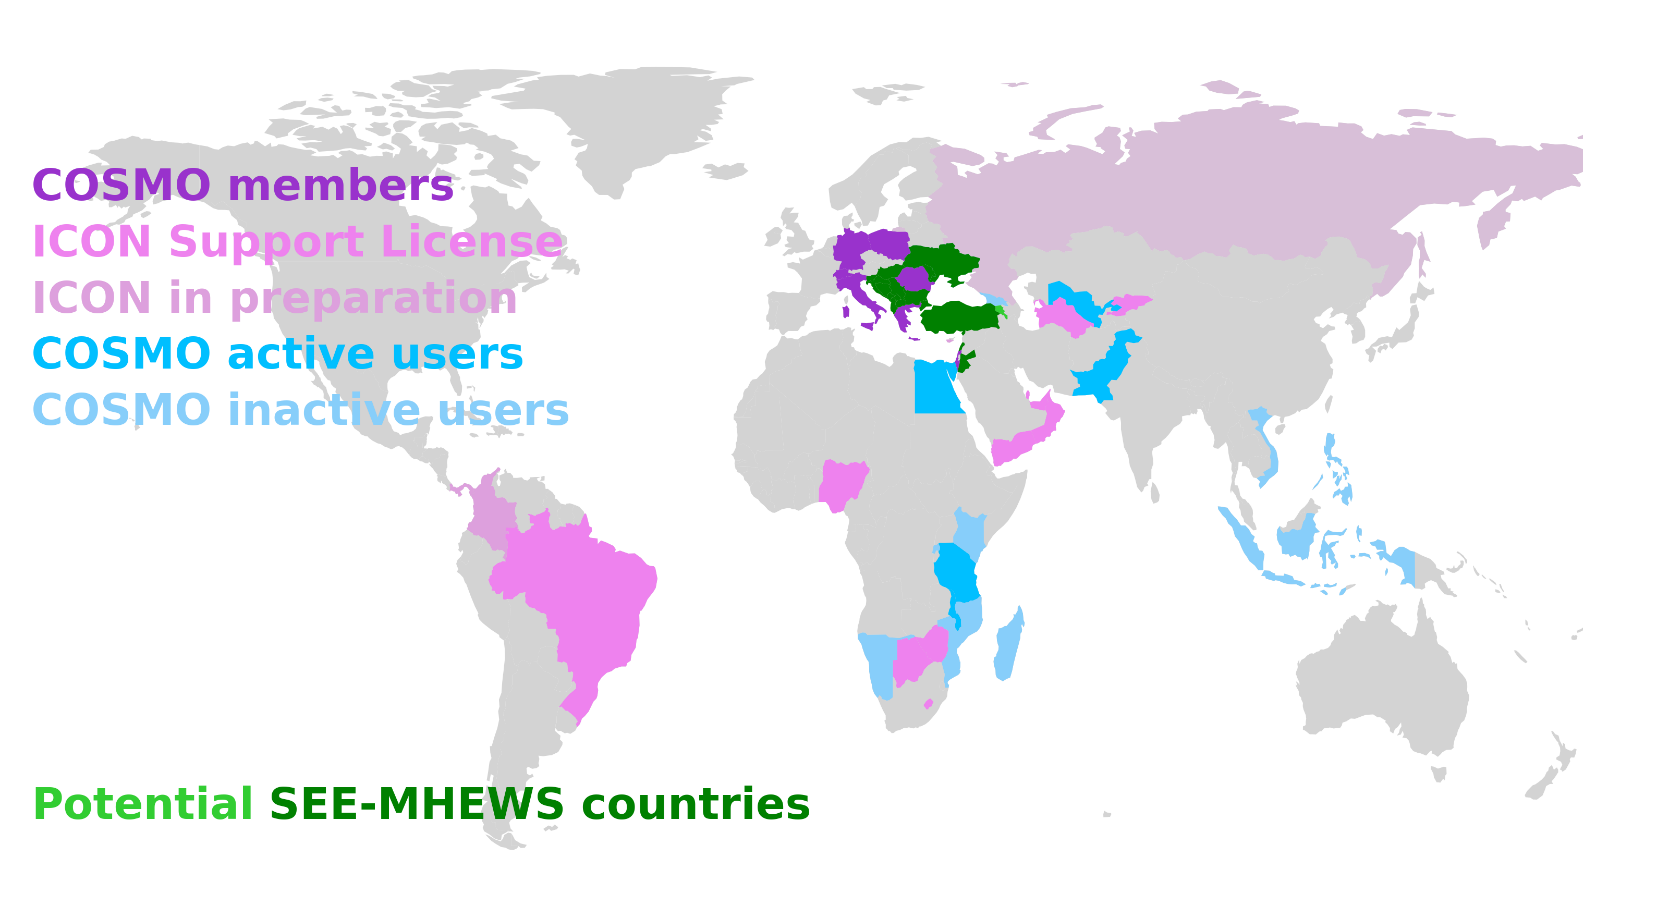 COSMO members
ICON Support License
ICON in preparation
COSMO active users
COSMO inactive users
Potential SEE-MHEWS countries